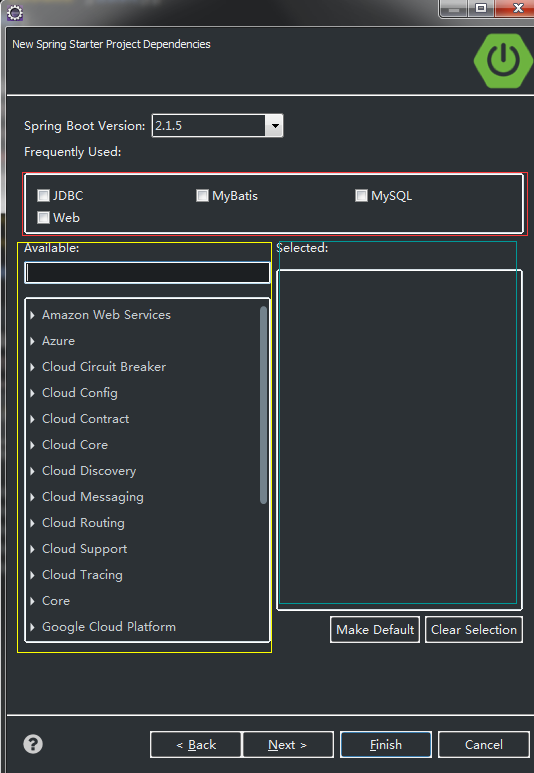 New Spring Starter Project Dependencies
Spring Boot Version: 2.1.5
Frequently Used:
JDBC MyBatis MySQL
Web
Available: Selected:
Amazon Web Services
Azure
Cloud Circuit Breaker
Cloud Config
Cloud Contract
Cloud Core
Cloud Discovery
Cloud Messaging
Cloud Routing
Cloud Support
Cloud Tracing
Core
Google Cloud Platform
Make Default Clear Selection
? < Back Next > Finish Cancel